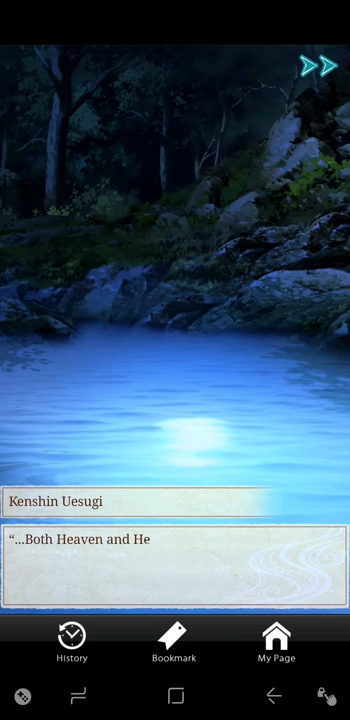 Kenshin Uesugi
“...Both Heaven and He
History
Bookmark
My Page